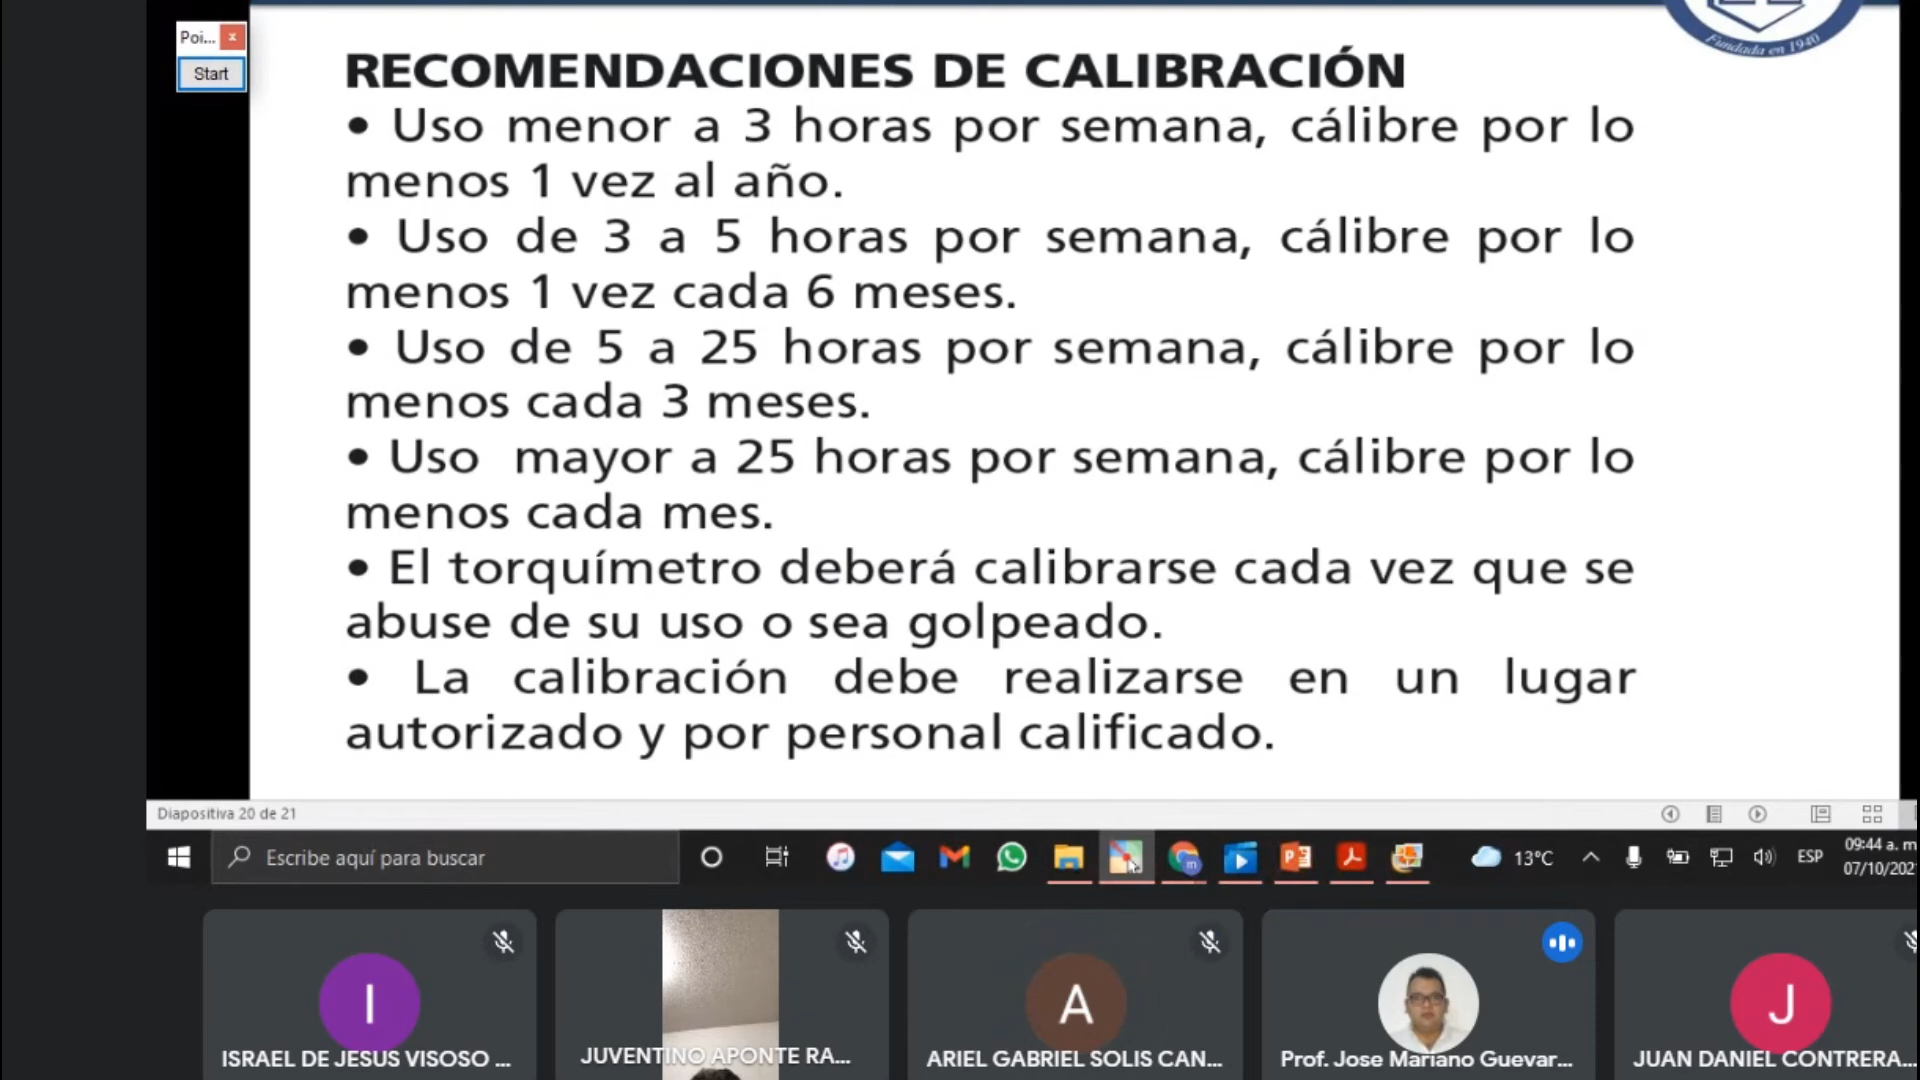 Fundada en 1940
Poi... x
Start
RECOMENDACIONES DE CALIBRACIÓN
• Uso menor a 3 horas por semana, cálibre por lo
menos 1 vez al año.
• Uso de 3 a 5 horas por semana, cálibre por lo
menos 1 vez cada 6 meses.
• Uso de 5 a 25 horas por semana, cálibre por lo
menos cada 3 meses.
• Uso mayor a 25 horas por semana, cálibre por lo
menos cada mes.
• El torquímetro deberá calibrarse cada vez que se
abuse de su uso o sea golpeado.
• La calibración debe realizarse en un lugar
autorizado y por personal calificado.
Diapositiva 20 de 21
Escribe aquí para buscar
m
13°C
ESP
09:44 a. m
07/10/202
I
A
J
ISRAEL DE JESUS VISOSO ...
JUVENTINO APONTE RA...
ARIEL GABRIEL SOLIS CAN...
Prof. Jose Mariano Guevar...
JUAN DANIEL CONTRERA...